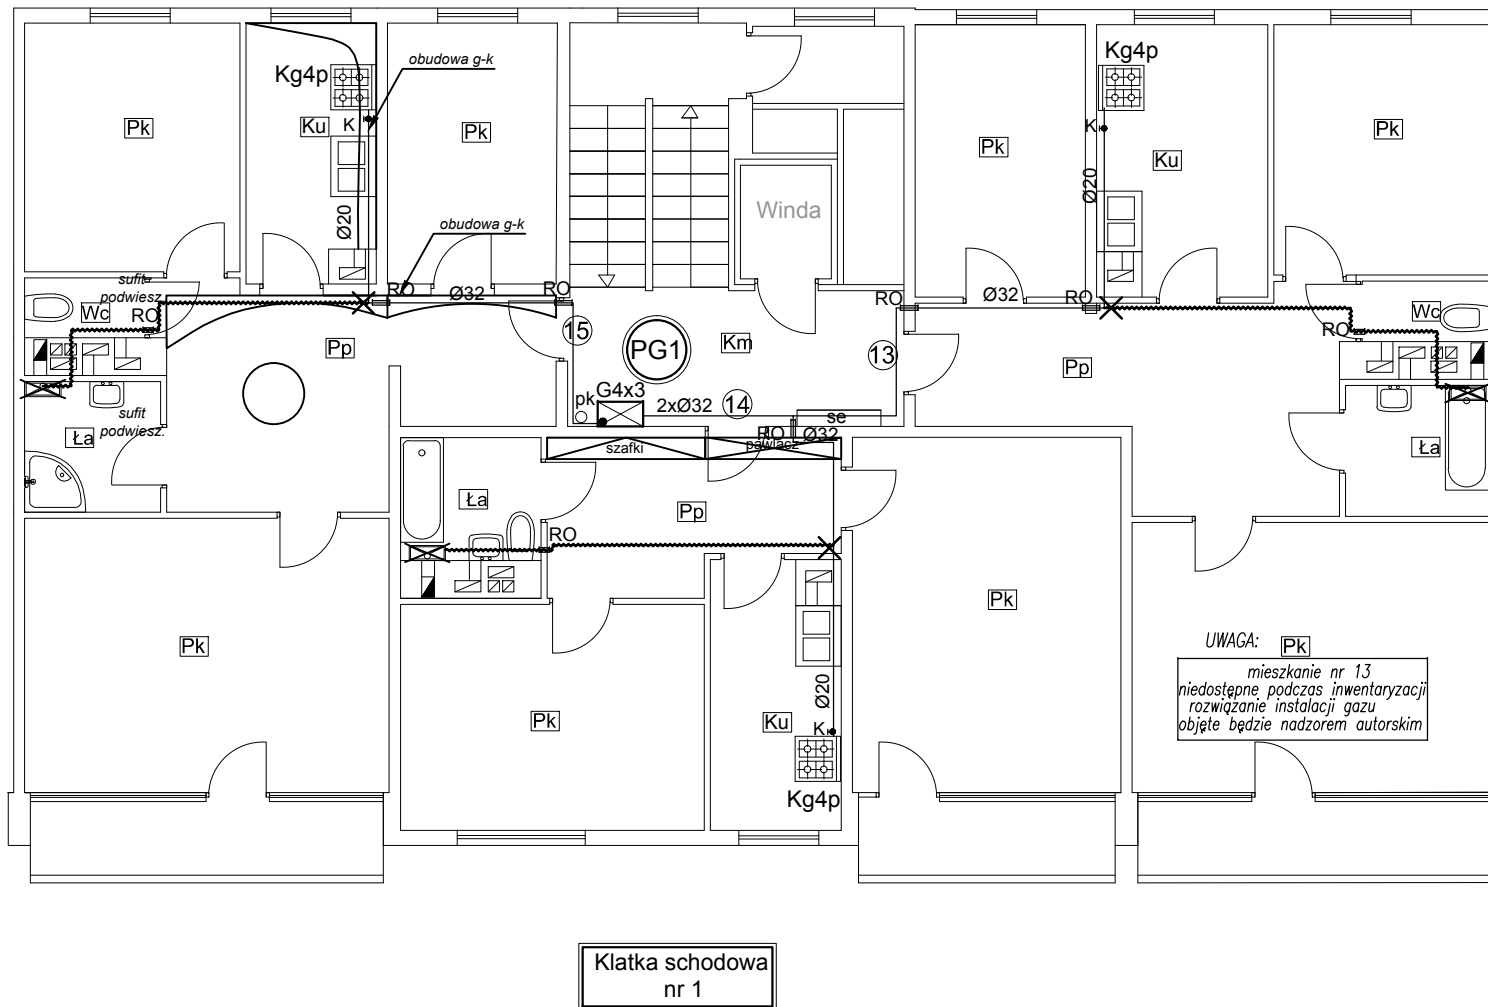 Kg4p
obudowa g-k
Kg4p
Pk
Ku
K
Pk
Pk
K
Ku
Pk
Winda
Ø20
Ø20
obudowa g-k
sufit
podwiesz.
Wc
RO
RO
Ø32
RO
RO
Ø32
RO
Wc
RO
Pp
15
PG1
Km
13
Pp
pk
G4x3
2xØ32
14
se
sufit
podwiesz.
Ła
RO
Ø32
szafki
pawlacz
Ła
Ła
Pp
RO
Pk
Pk
UWAGA:
Pk
mieszkanie nr 13
niedostępne podczas inwentaryzacji
rozwiązanie instalacji gazu
objęte będzie nadzorem autorskim
Pk
Ø20
Ku
K
Kg4p
Klatka schodowa
nr 1